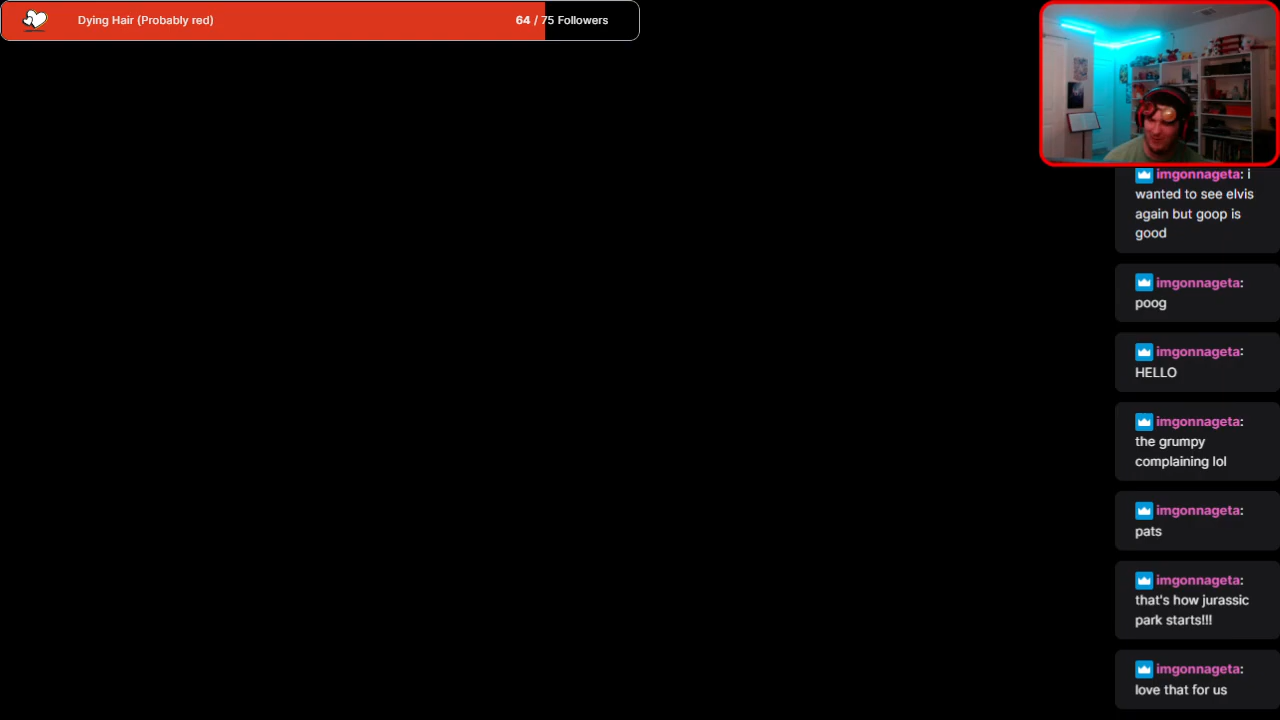 Dying Hair (Probably red)
64 / 75 Followers
imgonnageta: i
wanted to see elvis
again but goop is
good
imgonnageta:
poog
imgonnageta:
HELLO
imgonnageta:
the grumpy
complaining lol
imgonnageta:
pats
imgonnageta:
that's how jurassic
park starts!!!
imgonnageta:
love that for us